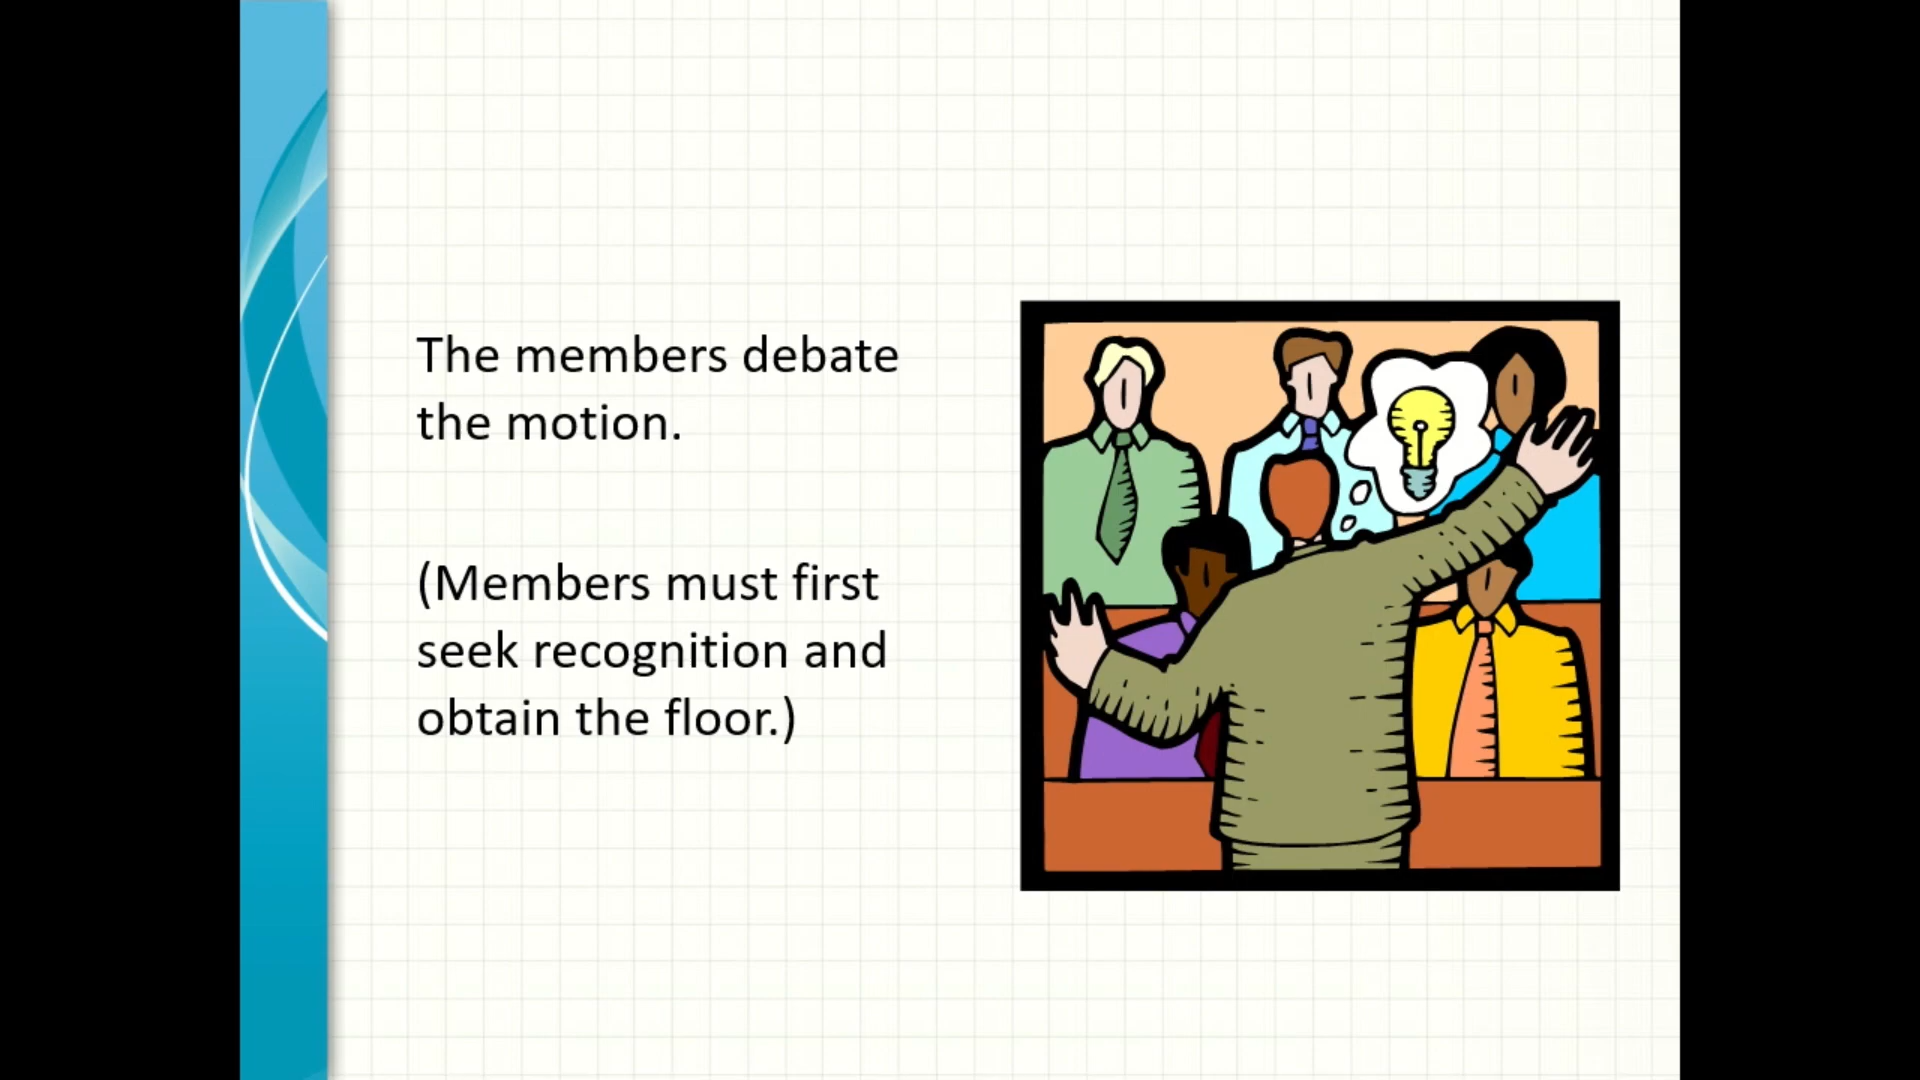 The members debate
the motion.
(Members must first
seek recognition and
obtain the floor.)